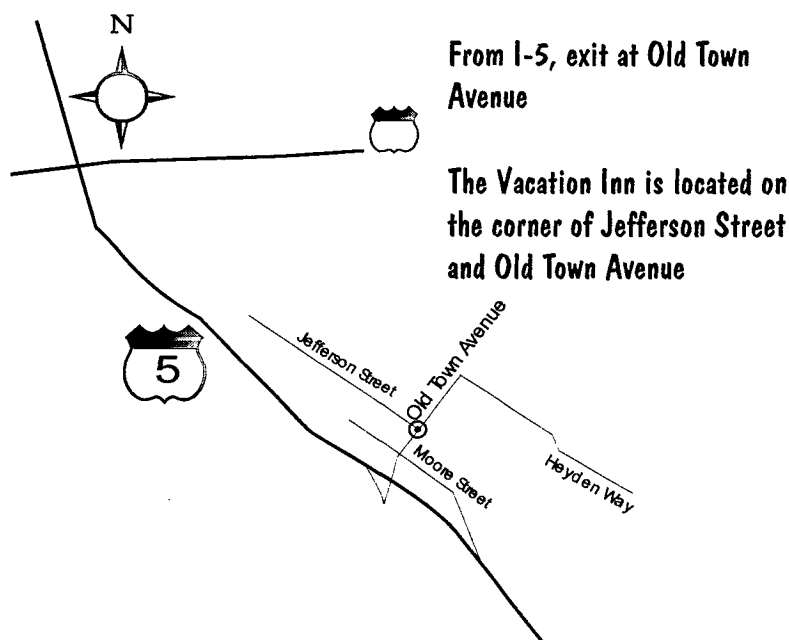 N
From I-5, exit at Old Town
Avenue
The Vacation Inn is located on
the corner of Jefferson Street
and Old Town Avenue
5
Jefferson Street
Old Town Avenue
Moore Street
Heyden Way